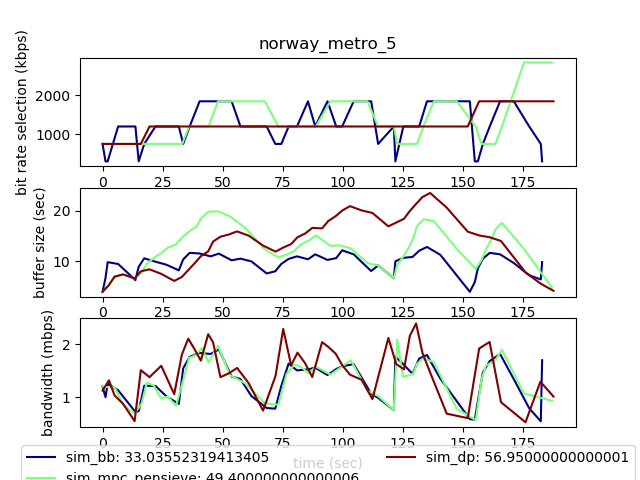 norway_metro_5
bit rate selection (kbps)
2000
1000
0 25 50 75 100 125 150 175
buffer size (sec)
20
10
0 25 50 75 100 125 150 175
bandwidth (mbps)
2
1
0 25 50 75 100 125 150 175
time (sec)
sim_bb: 33.03552319413405
sim_mpc_pensieve: 49.400000000000006
sim_dp: 56.95000000000001